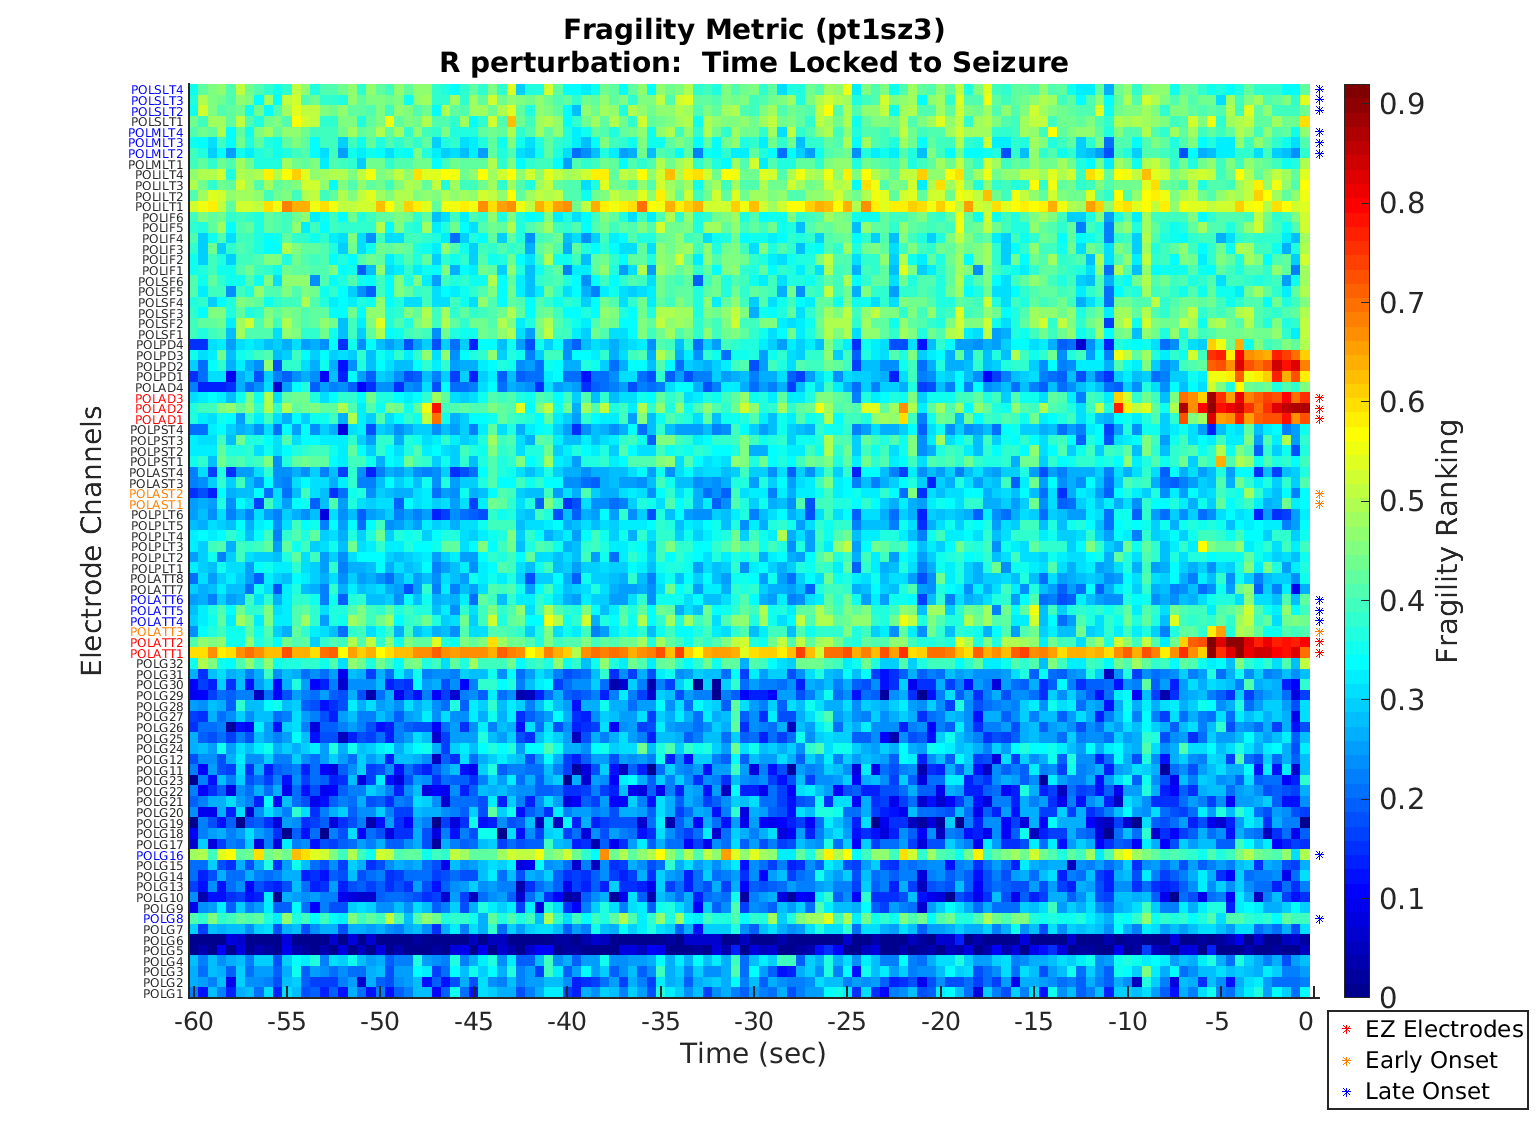 Fragility Metric (pt1sz3)
R perturbation:  Time Locked to Seizure
Electrode Channels
POLSLT4
POLSLT3
POLSLT2
POLSLT1
POLMLT4
POLMLT3
POLMLT2
POLMLT1
POLILT4
POLILT3
POLILT2
POLILT1
POLIF6
POLIF5
POLIF4
POLIF3
POLIF2
POLIF1
POLSF6
POLSF5
POLSF4
POLSF3
POLSF2
POLSF1
POLPD4
POLPD3
POLPD2
POLPD1
POLAD4
POLAD3
POLAD2
POLAD1
POLPST4
POLPST3
POLPST2
POLPST1
POLAST4
POLAST3
POLAST2
POLAST1
POLPLT6
POLPLT5
POLPLT4
POLPLT3
POLPLT2
POLPLT1
POLATT8
POLATT7
POLATT6
POLATT5
POLATT4
POLATT3
POLATT2
POLATT1
POLG32
POLG31
POLG30
POLG29
POLG28
POLG27
POLG26
POLG25
POLG24
POLG12
POLG11
POLG23
POLG22
POLG21
POLG20
POLG19
POLG18
POLG17
POLG16
POLG15
POLG14
POLG13
POLG10
POLG9
POLG8
POLG7
POLG6
POLG5
POLG4
POLG3
POLG2
POLG1
-60 -55 -50 -45 -40 -35 -30 -25 -20 -15 -10 -5 0
Time (sec)
0.9
0.8
0.7
0.6
0.5
0.4
0.3
0.2
0.1
0
Fragility Ranking
EZ Electrodes
Early Onset
Late Onset